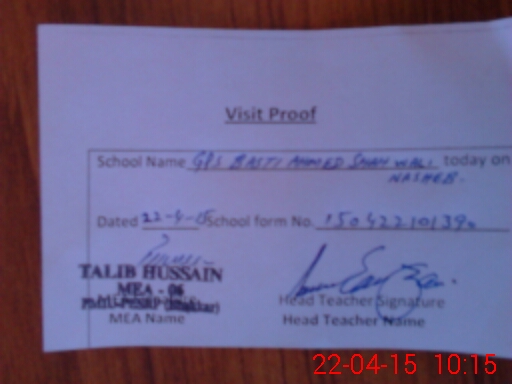 Visit Proof
School Name GPS BASTI AHMED SHAH WALI today on
NASHEB.
Dated 22-4-15 School form No. 150422101390
TALIB HUSSAIN
MEA - 06
MEA Name
Head Teacher Signature
Head Teacher Name
22-04-15 10:15